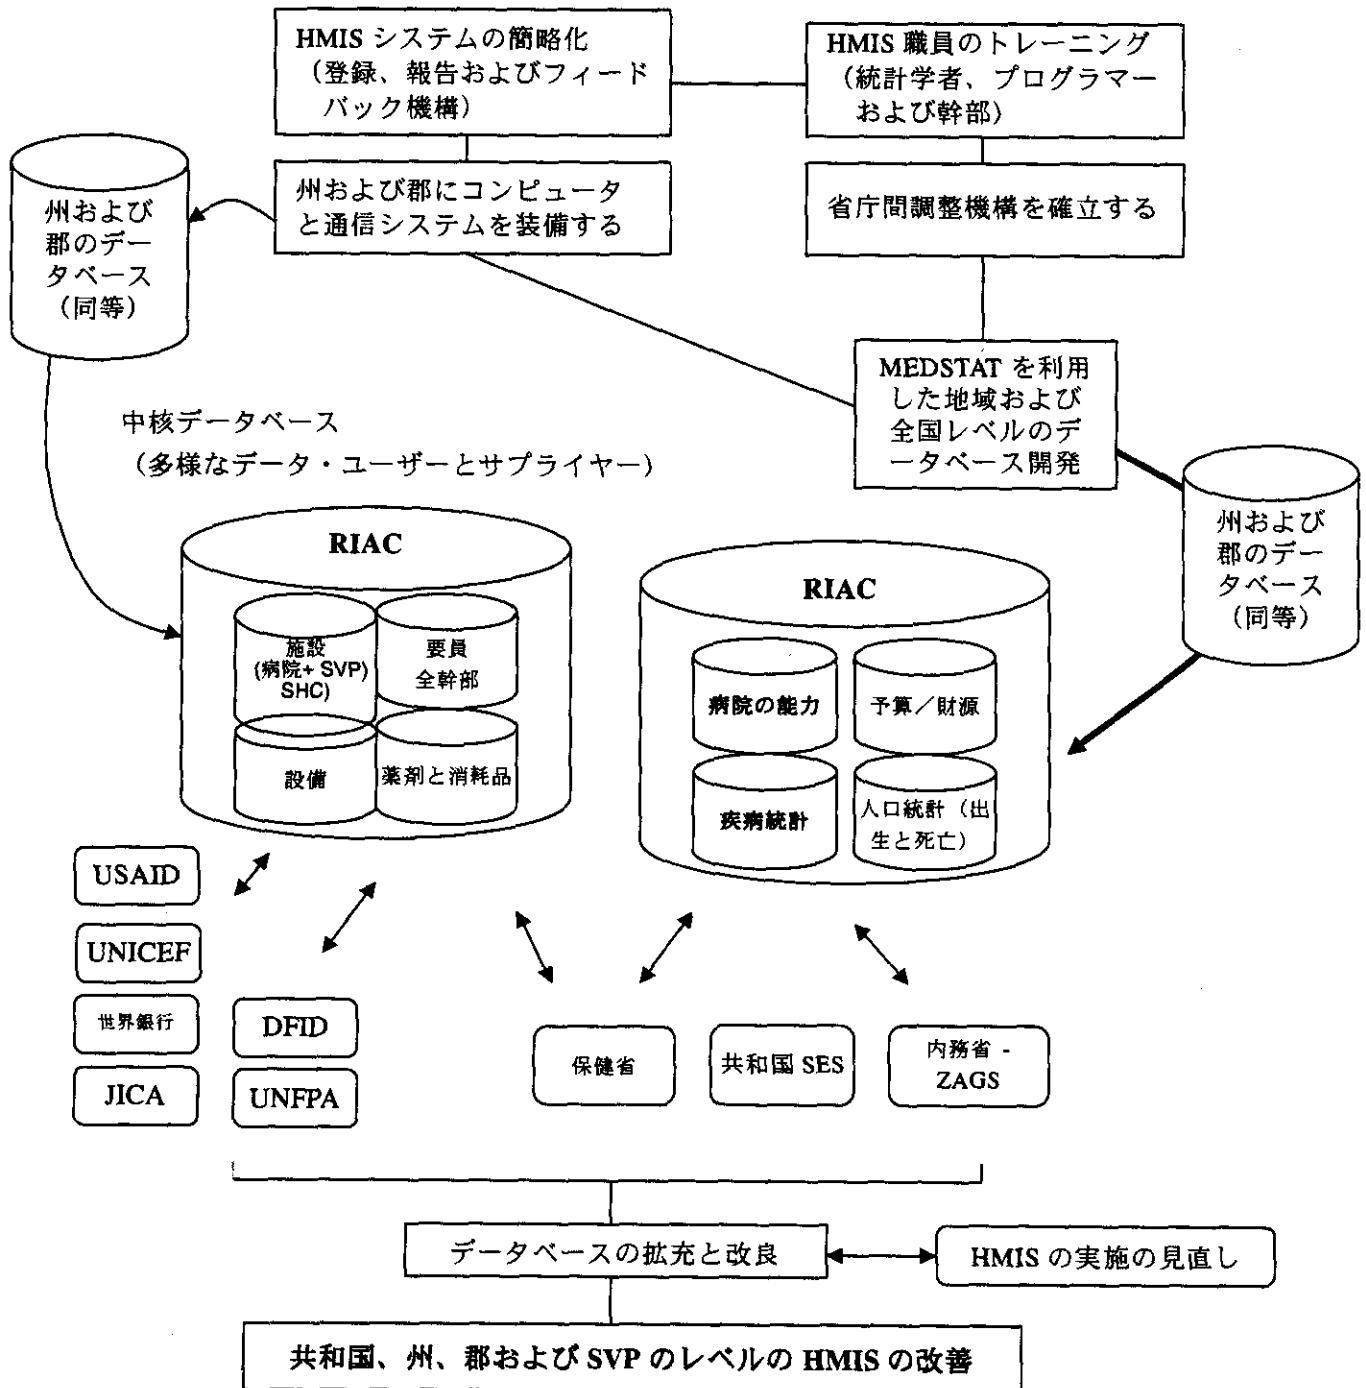 HMIS システムの簡略化
（登録、報告およびフィード
バック機構）
HMIS 職員のトレーニング
（統計学者、プログラマー
および幹部）
州および
郡のデー
タベース
（同等）
州および郡にコンピュータ
と通信システムを装備する
省庁間調整機構を確立する
MEDSTAT を利用
した地域および
全国レベルのデ
ータベース開発
中核データベース
（多様なデータ・ユーザーとサプライヤー）
州および
郡のデー
タベース
（同等）
RIAC
施設
(病院+ SVP)
SHC)
要員
全幹部
設備
薬剤と消耗品
RIAC
病院の能力
予算／財源
疾病統計
人口統計（出
生と死亡）
USAID
UNICEF
世界銀行
JICA
DFID
UNFPA
保健省
共和国 SES
内務省 -
ZAGS
データベースの拡充と改良
HMIS の実施の見直し
共和国、州、郡および SVP のレベルの HMIS の改善